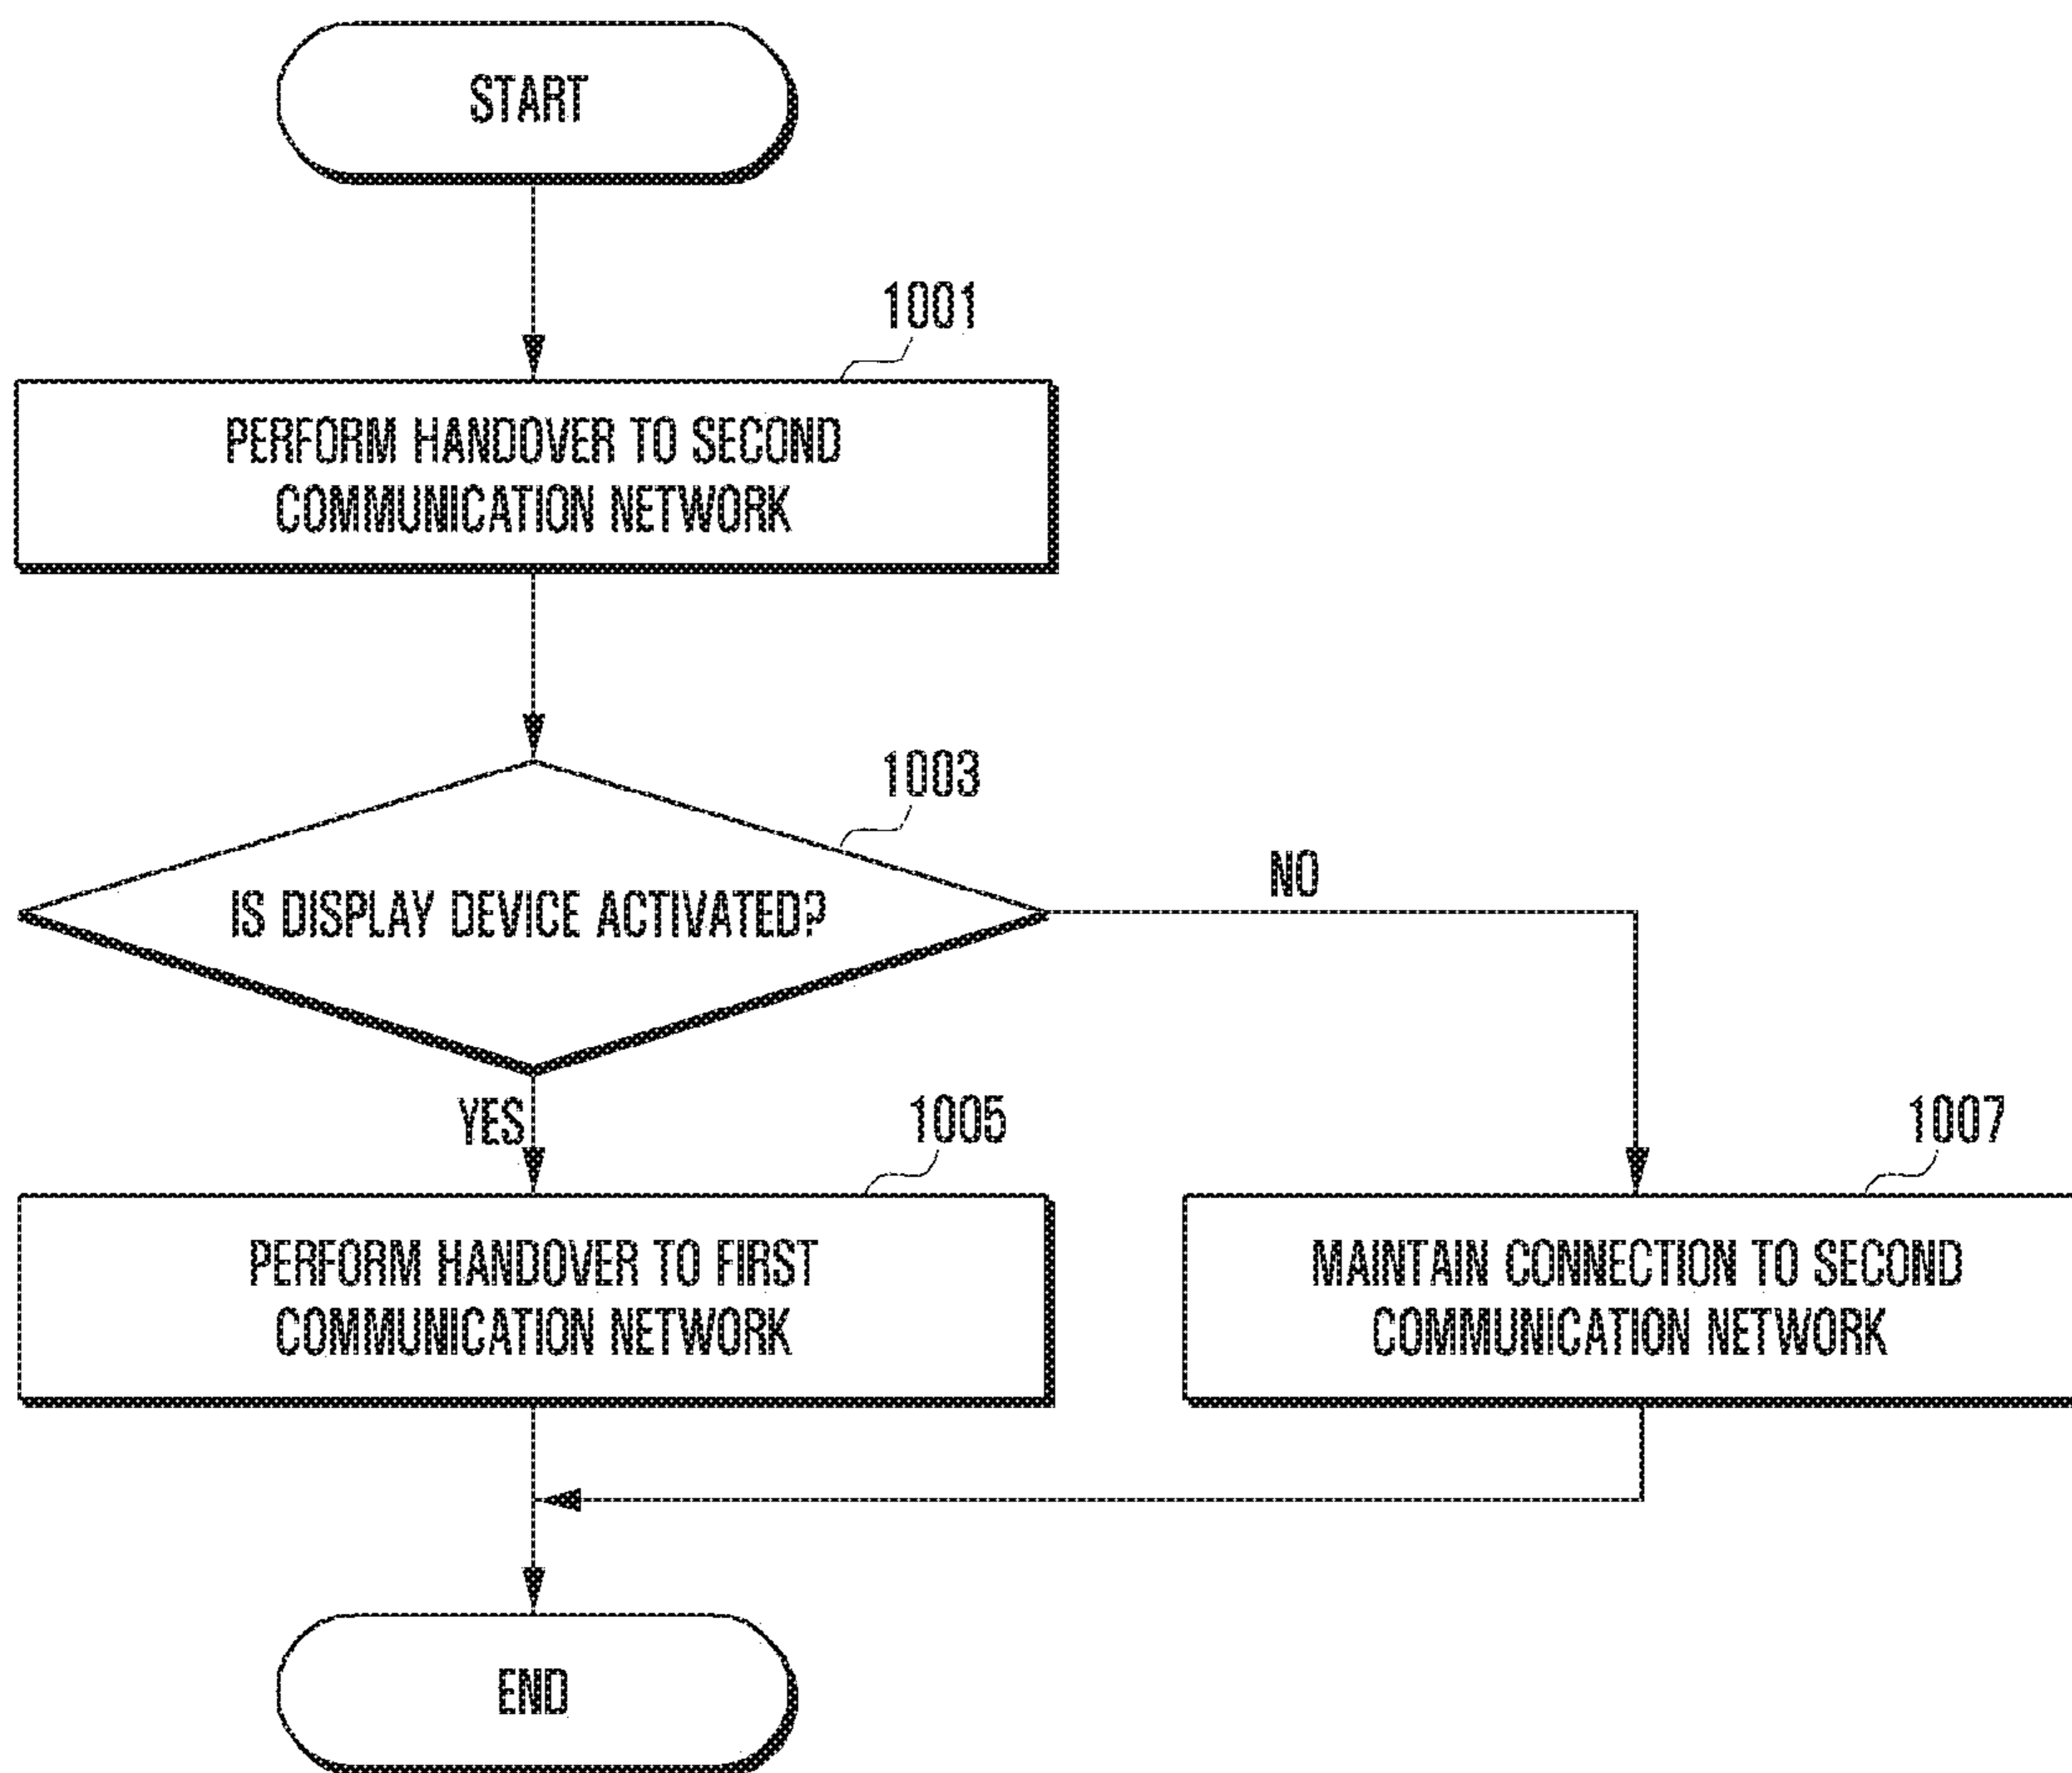 START
1001
PERFORM HANDOVER TO SECOND
COMMUNICATION NETWORK
1003
IS DISPLAY DEVICE ACTIVATED?
NO
YES
1005
PERFORM HANDOVER TO FIRST
COMMUNICATION NETWORK
1007
MAINTAIN CONNECTION TO SECOND
COMMUNICATION NETWORK
END